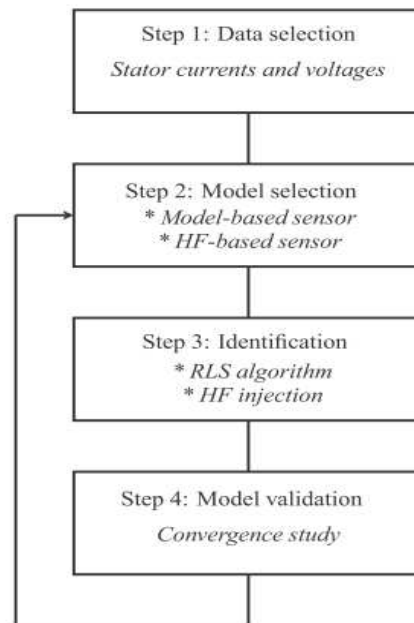 Step 1: Data selection
Stator currents and voltages
Step 2: Model selection
* Model-based sensor
* HF-based sensor
Step 3: Identification
* RLS algorithm
* HF injection
Step 4: Model validation
Convergence study